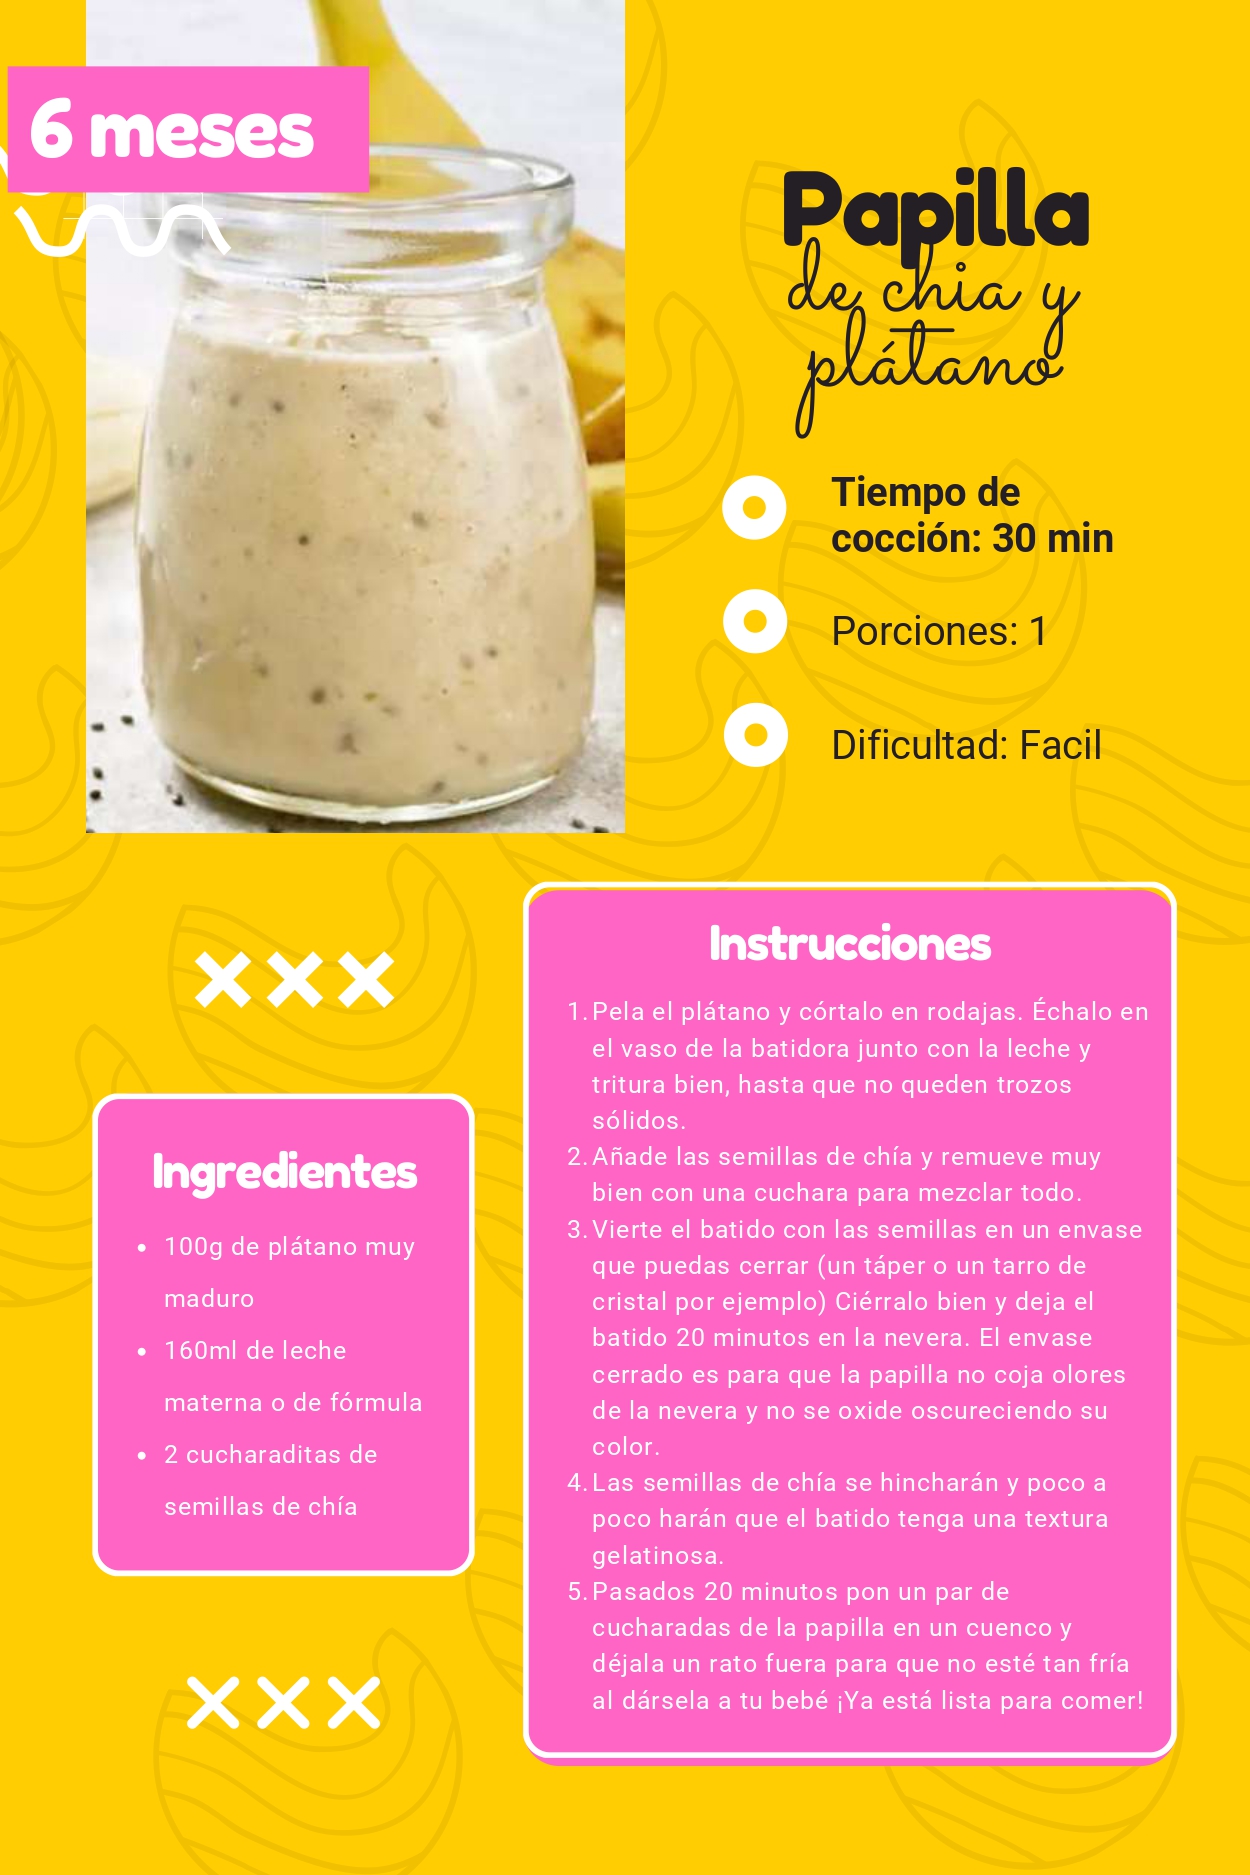 6 meses
Papilla
de chia y
plátano
Tiempo de
cocción: 30 min
Porciones: 1
Dificultad: Facil
Instrucciones
1. Pela el plátano y córtalo en rodajas. Échalo en
el vaso de la batidora junto con la leche y
tritura bien, hasta que no queden trozos
sólidos.
2. Añade las semillas de chía y remueve muy
bien con una cuchara para mezclar todo.
3. Vierte el batido con las semillas en un envase
que puedas cerrar (un táper o un tarro de
cristal por ejemplo) Ciérralo bien y deja el
batido 20 minutos en la nevera. El envase
cerrado es para que la papilla no coja olores
de la nevera y no se oxide oscureciendo su
color.
4. Las semillas de chía se hincharán y poco a
poco harán que el batido tenga una textura
gelatinosa.
5. Pasados 20 minutos pon un par de
cucharadas de la papilla en un cuenco y
déjala un rato fuera para que no esté tan fría
al dársela a tu bebé ¡Ya está lista para comer!
Ingredientes
• 100g de plátano muy
maduro
• 160ml de leche
materna o de fórmula
• 2 cucharaditas de
semillas de chía